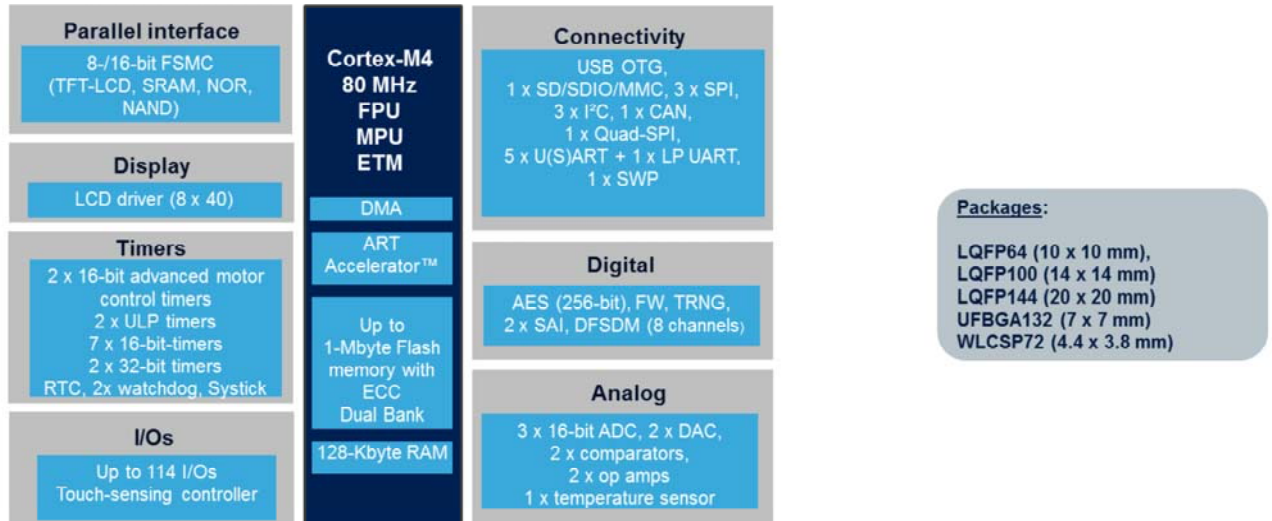 Parallel interface
8-/16-bit FSMC
(TFT-LCD, SRAM, NOR,
NAND)
Display
LCD driver (8 x 40)
Timers
2 x 16-bit advanced motor
control timers
2 x ULP timers
7 x 16-bit-timers
2 x 32-bit timers
RTC, 2x watchdog, Systick
I/Os
Up to 114 I/Os
Touch-sensing controller
Cortex-M4
80 MHz
FPU
MPU
ETM
DMA
ART
Accelerator™
Up to
1-Mbyte Flash
memory with
ECC
Dual Bank
128-Kbyte RAM
Connectivity
USB OTG,
1 x SD/SDIO/MMC, 3 x SPI,
3 x I²C, 1 x CAN,
1 x Quad-SPI,
5 x U(S)ART + 1 x LP UART,
1 x SWP
Digital
AES (256-bit), FW, TRNG,
2 x SAI, DFSDM (8 channels)
Analog
3 x 16-bit ADC, 2 x DAC,
2 x comparators,
2 x op amps
1 x temperature sensor
Packages:
LQFP64 (10 x 10 mm),
LQFP100 (14 x 14 mm)
LQFP144 (20 x 20 mm)
UFBGA132 (7 x 7 mm)
WLCSP72 (4.4 x 3.8 mm)